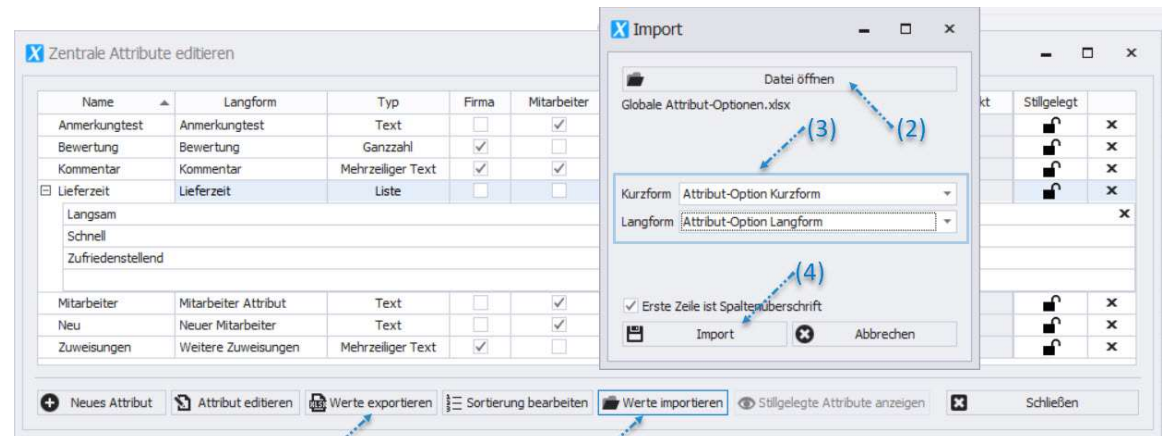 Zentrale Attribute editieren
Import
Datei öffnen
Globale Attribut-Optionen.xlsx
(3)
(2)
Kurzform Attribut-Option Kurzform
Langform Attribut-Option Langform
(4)
Erste Zeile ist Spaltenüberschrift
Import Abbrechen
Name Langform Typ Firma Mitarbeiter kt Stillgelegt
Anmerkungtest Anmerkungtest Text
Bewertung Bewertung Ganzzahl
Kommentar Kommentar Mehrzeiliger Text
Lieferzeit Lieferzeit Liste
Langsam
Schnell
Zufriedenstellend
Mitarbeiter Mitarbeiter Attribut Text
Neu Neuer Mitarbeiter Text
Zuweisungen Weitere Zuweisungen Mehrzeiliger Text
Neues Attribut Attribut editieren Werte exportieren Sortierung bearbeiten Werte importieren Stillgelegte Attribute anzeigen Schließen